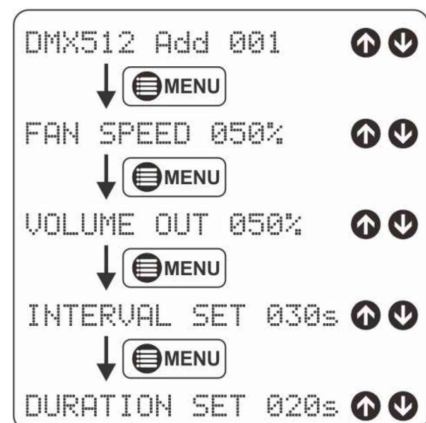 DMX512 Add 001
MENU
FAN SPEED 050%
MENU
VOLUME OUT 050%
MENU
INTERVAL SET 030s
MENU
DURATION SET 020s